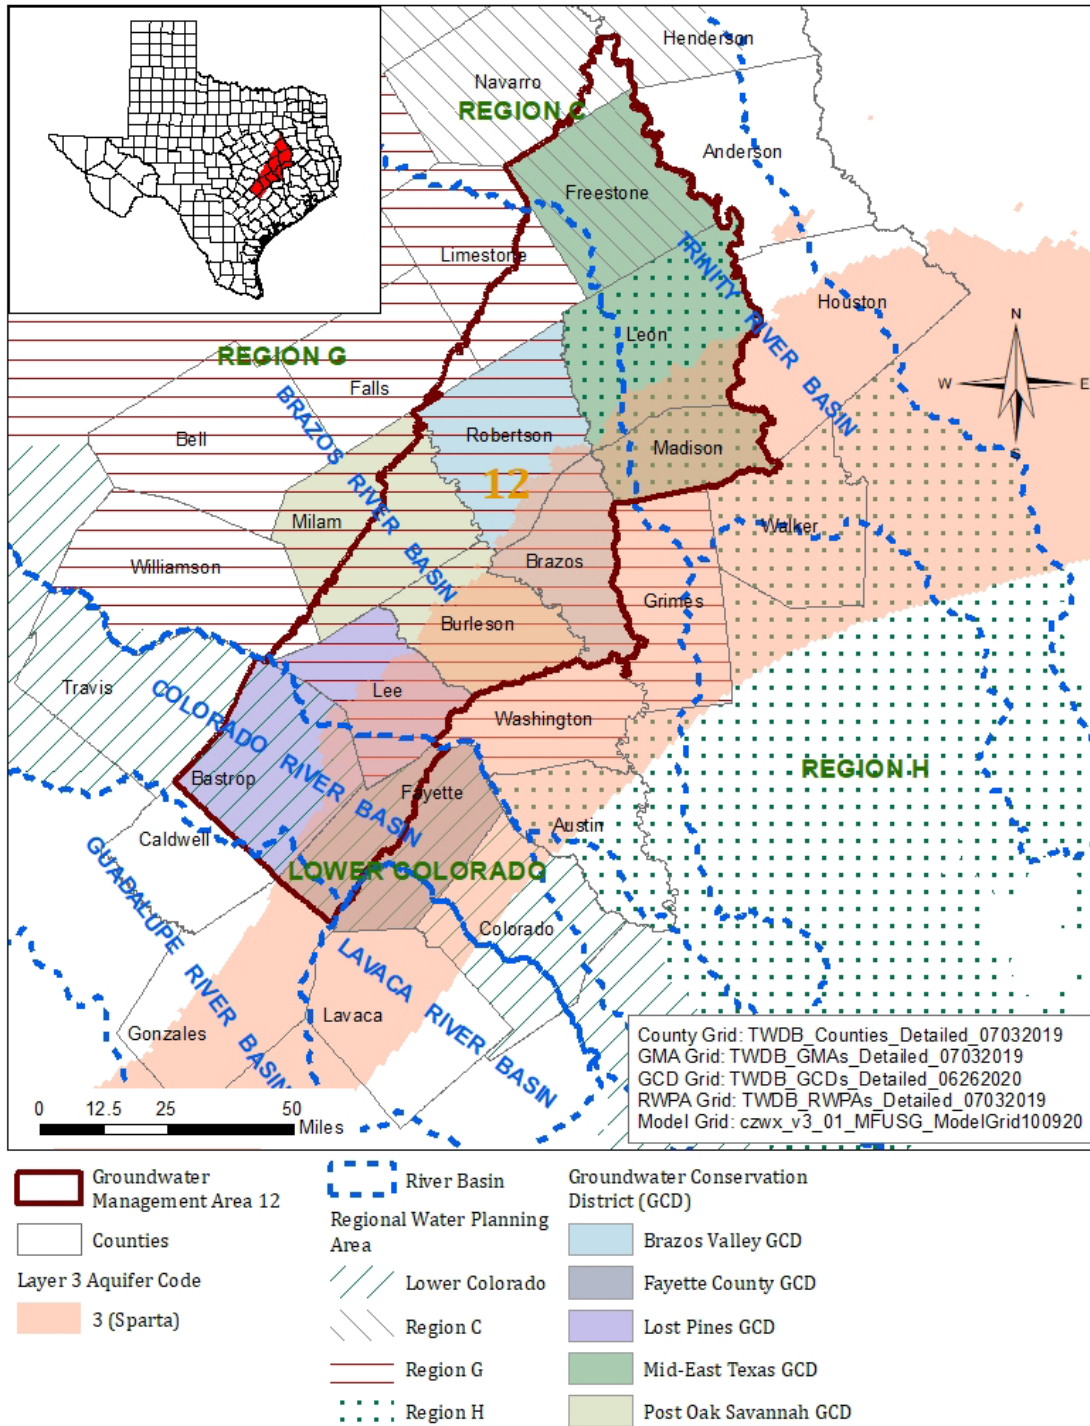 Henderson
Navarro
REGION C
Anderson
Freestone
Limestone
TRINITY RIVER BASIN
Houston
N
W E
S
Leon
REGION G
Falls
BRAZOS RIVER BASIN
Bell
Robertson
Madison
12
Milam
Walker
Williamson
Brazos
Grimes
Burleson
Travis
Lee
COLORADO RIVER BASIN
Washington
Bastrop
REGION H
Fayette
Austin
Caldwell
LOWER COLORADO
GUADALUPE RIVER BASIN
Colorado
LAVACA RIVER BASIN
Lavaca
Gonzales
County Grid: TWDB_Counties_Detailed_07032019
GMA Grid: TWDB_GMAs_Detailed_07032019
GCD Grid: TWDB_GCDs_Detailed_06262020
RWPA Grid: TWDB_RWPAs_Detailed_07032019
Model Grid: czwx_v3_01_MFUSG_ModelGrid100920
0 12.5 25 50
Miles
Groundwater
Management Area 12
Counties
Layer 3 Aquifer Code
3 (Sparta)
River Basin
Regional Water Planning
Area
Lower Colorado
Region C
Region G
Region H
Groundwater Conservation
District (GCD)
Brazos Valley GCD
Fayette County GCD
Lost Pines GCD
Mid-East Texas GCD
Post Oak Savannah GCD